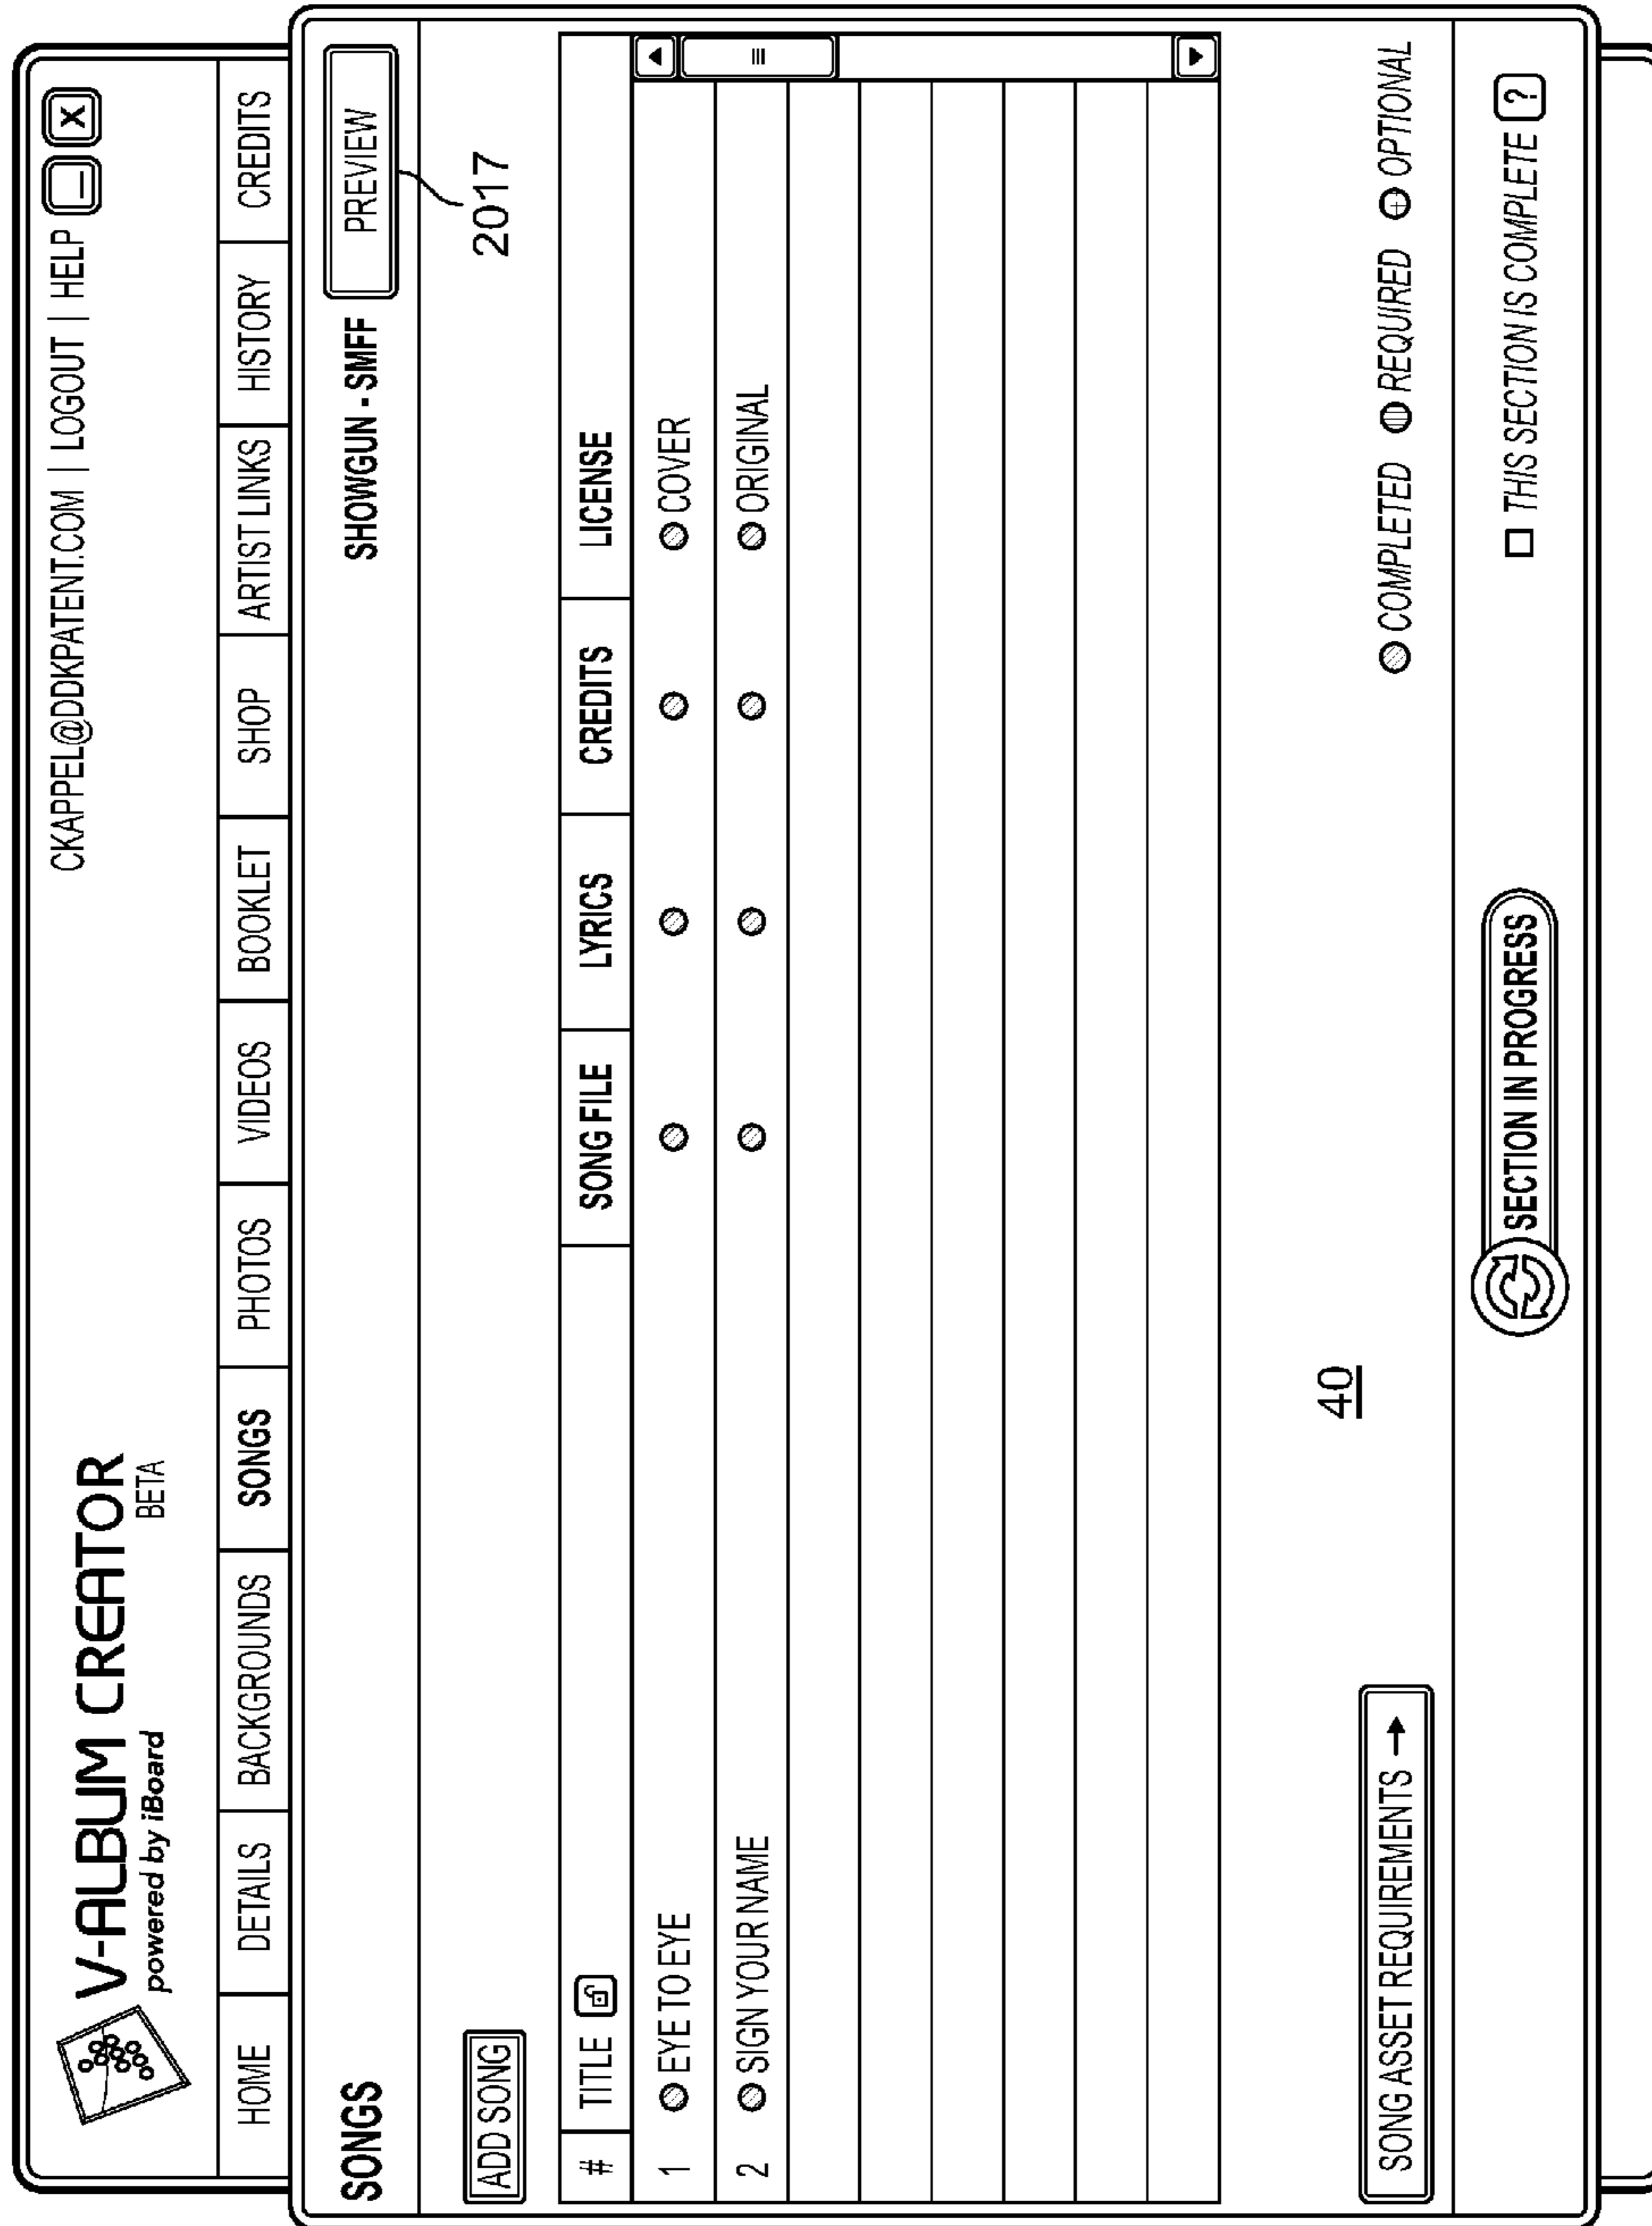 V-ALBUM CREATOR
BETA
powered by iBoard
CKAPPEL@DDKPATENT.COM | LOGOUT | HELP _ X
HOME DETAILS BACKGROUNDS SONGS PHOTOS VIDEOS BOOKLET SHOP ARTIST LINKS HISTORY CREDITS
SONGS SHOWGUN - SMFF PREVIEW
2017
ADD SONG
# TITLE SONG FILE LYRICS CREDITS LICENSE
1 EYE TO EYE COVER
2 SIGN YOUR NAME ORIGINAL
40
SONG ASSET REQUIREMENTS → COMPLETED REQUIRED OPTIONAL
SECTION IN PROGRESS THIS SECTION IS COMPLETE ?